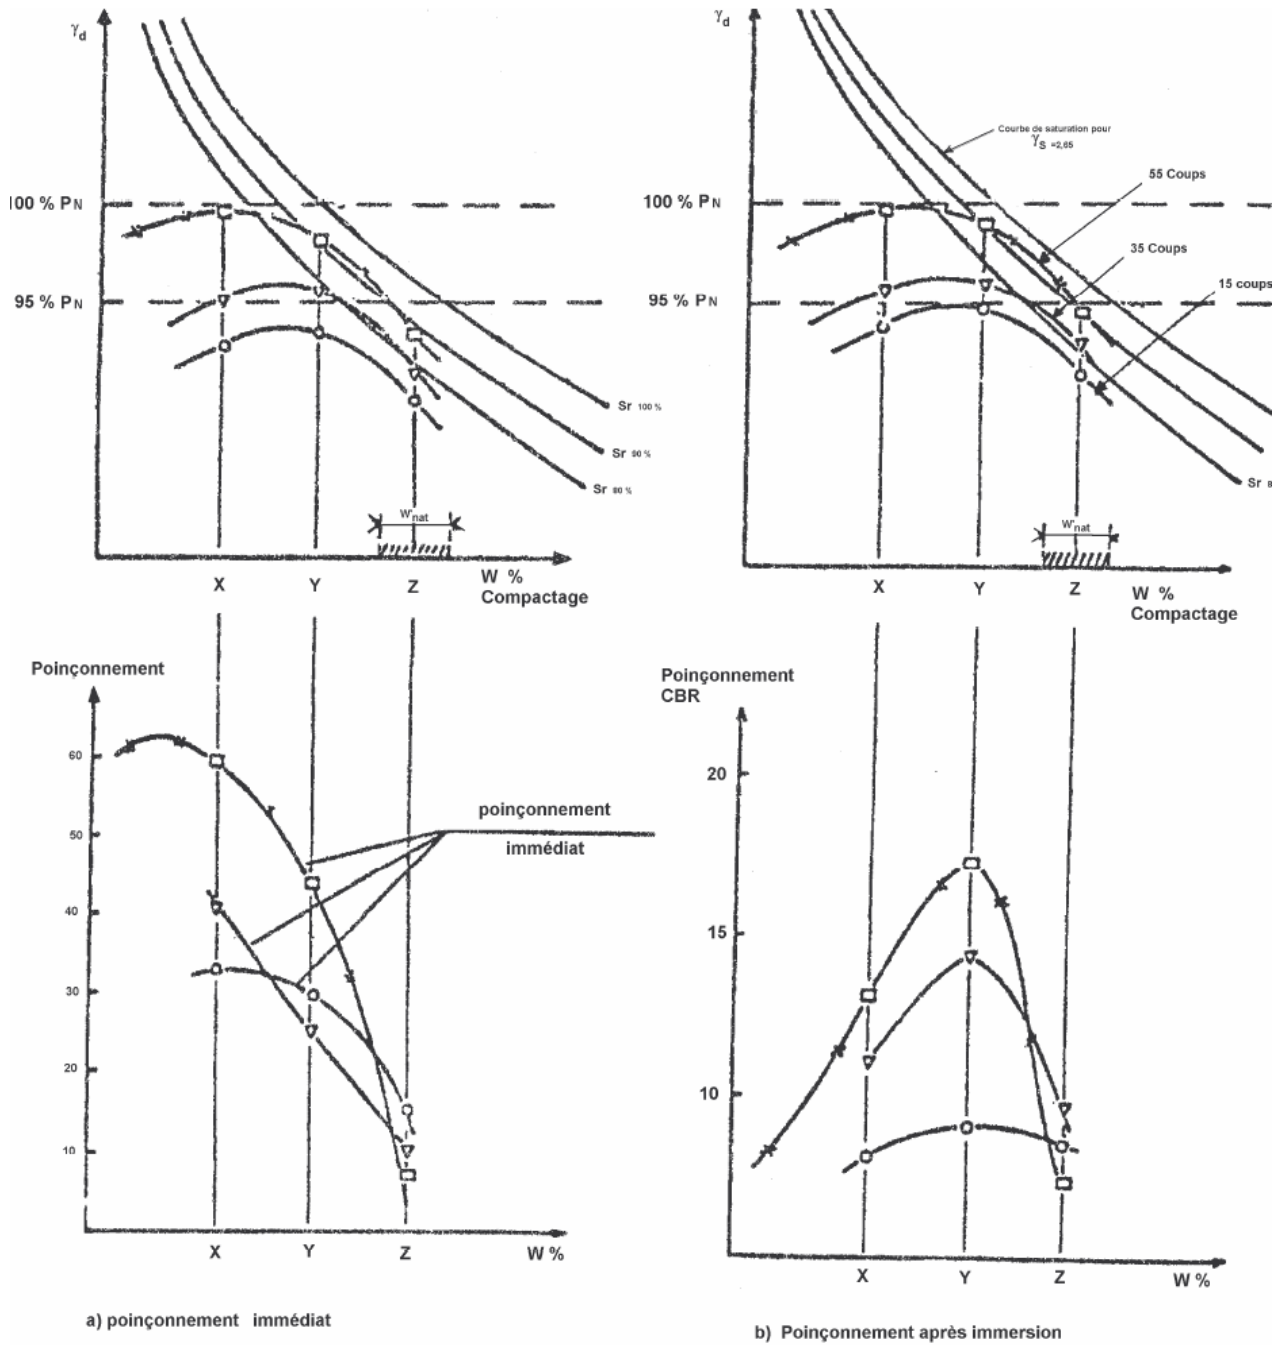 γd
100 % PN
95 % PN
Sr 100 %
Sr 90 %
Sr 80 %
W'nat
X Y Z
W %
Compactage
γd
Courbe de saturation pour
γS =2,65
55 Coups
100 % PN
35 Coups
95 % PN
15 coups
Sr 8
W'nat
X Y Z
W %
Compactage
Poinçonnement
60
50
40
30
20
10
poinçonnement
immédiat
X Y Z W %
a) poinçonnement immédiat
Poinçonnement
CBR
20
15
10
X Y Z W %
b) Poinçonnement après immersion